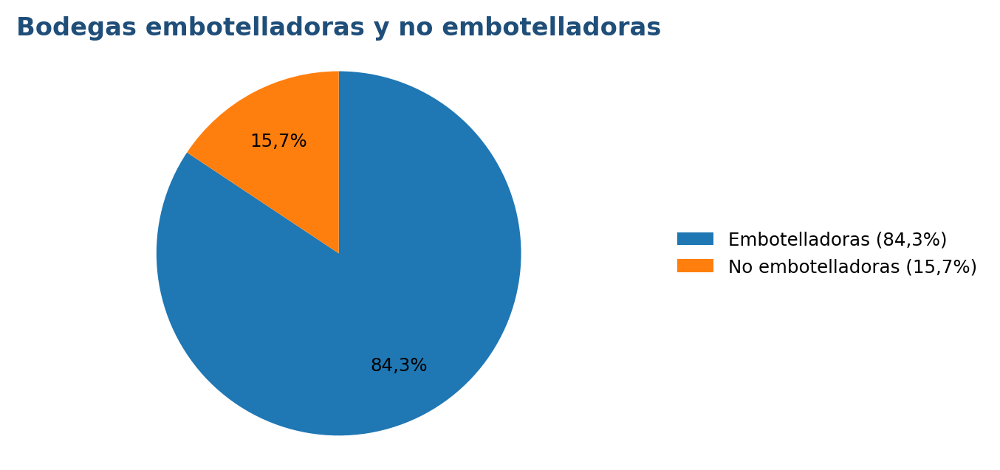 Bodegas embotelladoras y no embotelladoras
15,7%
84,3%
Embotelladoras (84,3%)
No embotelladoras (15,7%)